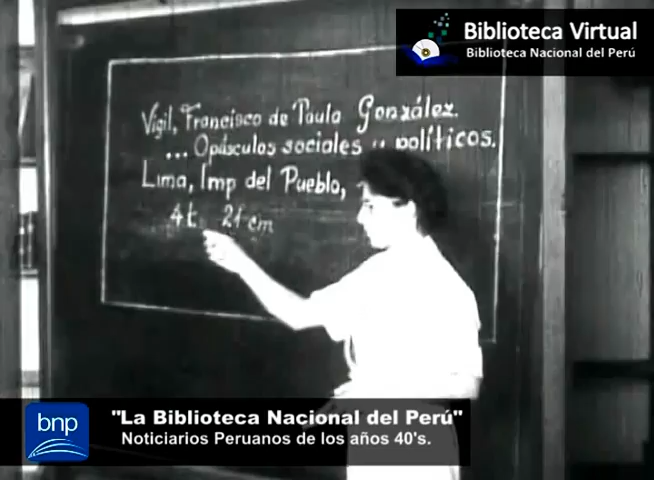 Biblioteca Virtual
Biblioteca Nacional del Perú
Vigil, Francisco de Paula González.
... Opúsculos sociales y políticos.
Lima, Imp del Pueblo,
4t. 21 cm
bnp
"La Biblioteca Nacional del Perú"
Noticiarios Peruanos de los años 40's.